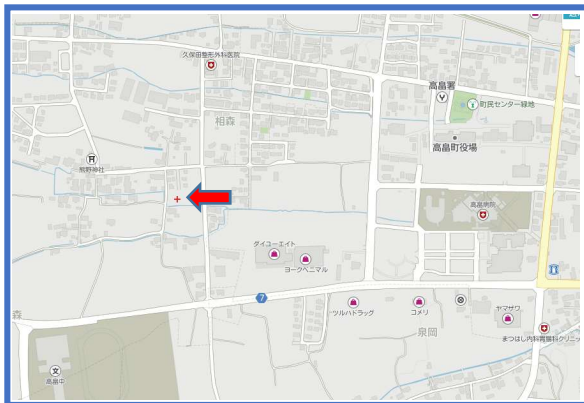 久保田整形外科医院
高畠署
町民センター緑地
相森
高畠町役場
熊野神社
高畠病院
ダイユーエイト
ヨークベニマル
7
森
ツルハドラッグ
コメリ
ヤマザワ
泉岡
まつはし内科胃腸科クリニッ
文
高畠中